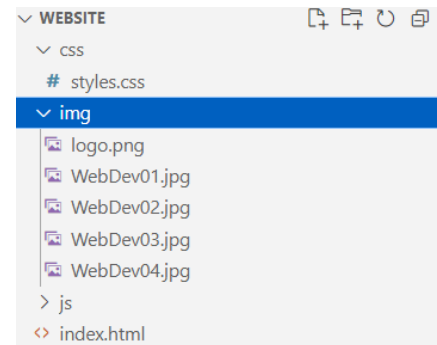 WEBSITE
css
# styles.css
img
logo.png
WebDev01.jpg
WebDev02.jpg
WebDev03.jpg
WebDev04.jpg
js
<> index.html